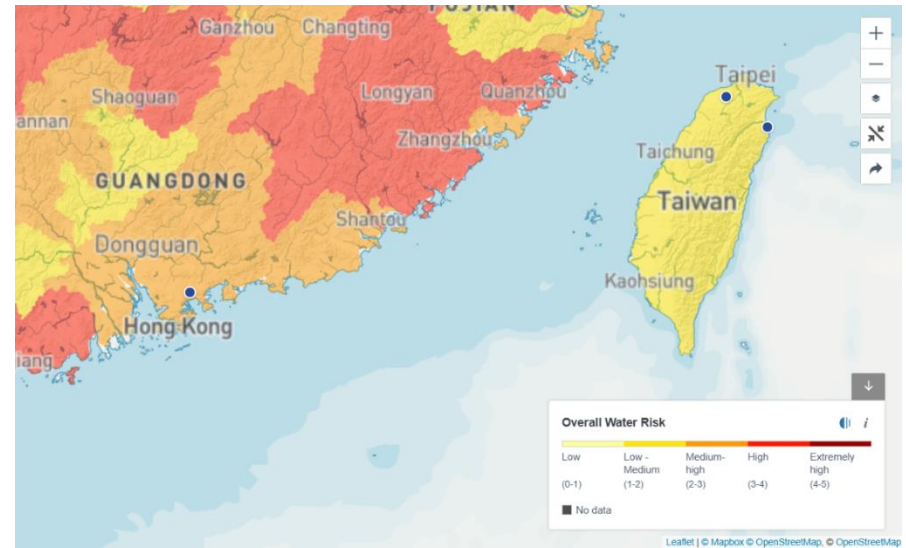 FUJIAN
Ganzhou
Changting
Shaoguan
Longyan
Quanzhou
annan
Zhangzhou
GUANGDONG
Shantou
Dongguan
Hong Kong
iang
Taipei
Taichung
Taiwan
Kaohsiung
+
−
Overall Water Risk
i
Low
Low -
Medium
Medium-
high
High
Extremely
high
(0-1)
(1-2)
(2-3)
(3-4)
(4-5)
No data
Leaflet | © Mapbox © OpenStreetMap, © OpenStreetMap